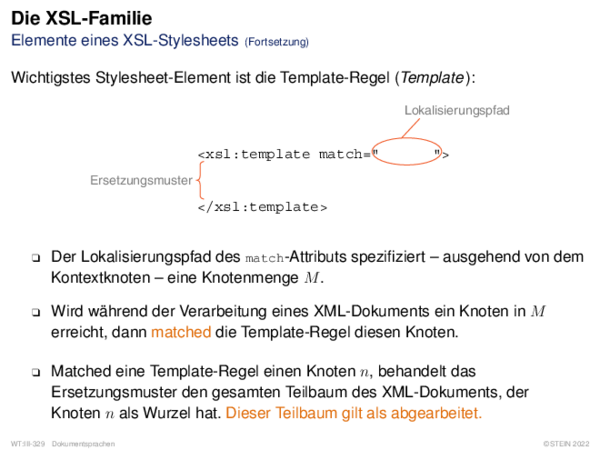 Die XSL-Familie
Elemente eines XSL-Stylesheets (Fortsetzung)
Wichtigstes Stylesheet-Element ist die Template-Regel (Template):
Lokalisierungspfad
<xsl:template match="      ">
Ersetzungsmuster
</xsl:template>
❑ Der Lokalisierungspfad des match-Attributs spezifiziert – ausgehend von dem
Kontextknoten – eine Knotenmenge M.
❑ Wird während der Verarbeitung eines XML-Dokuments ein Knoten in M
erreicht, dann matched die Template-Regel diesen Knoten.
❑ Matched eine Template-Regel einen Knoten n, behandelt das
Ersetzungsmuster den gesamten Teilbaum des XML-Dokuments, der
Knoten n als Wurzel hat. Dieser Teilbaum gilt als abgearbeitet.
WT:III-329 Dokumentsprachen
©STEIN 2022